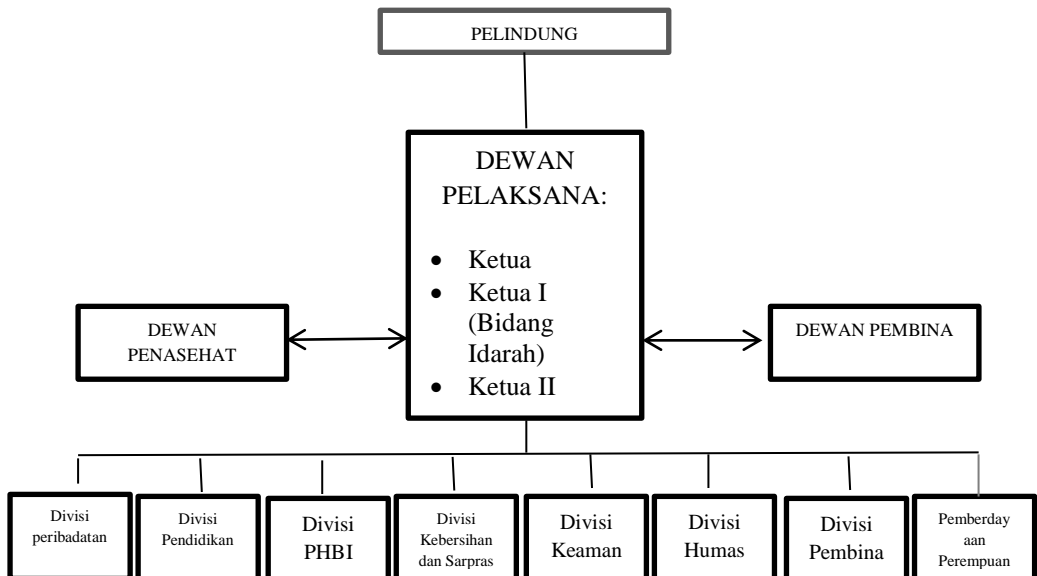 PELINDUNG
DEWAN
PELAKSANA:
• Ketua
• Ketua I
(Bidang
Idarah)
• Ketua II
DEWAN
PENASEHAT
DEWAN PEMBINA
Divisi
peribadatan
Divisi
Pendidikan
Divisi
PHBI
Divisi
Kebersihan
dan Sarpras
Divisi
Keaman
Divisi
Humas
Divisi
Pembina
Pemberday
aan
Perempuan